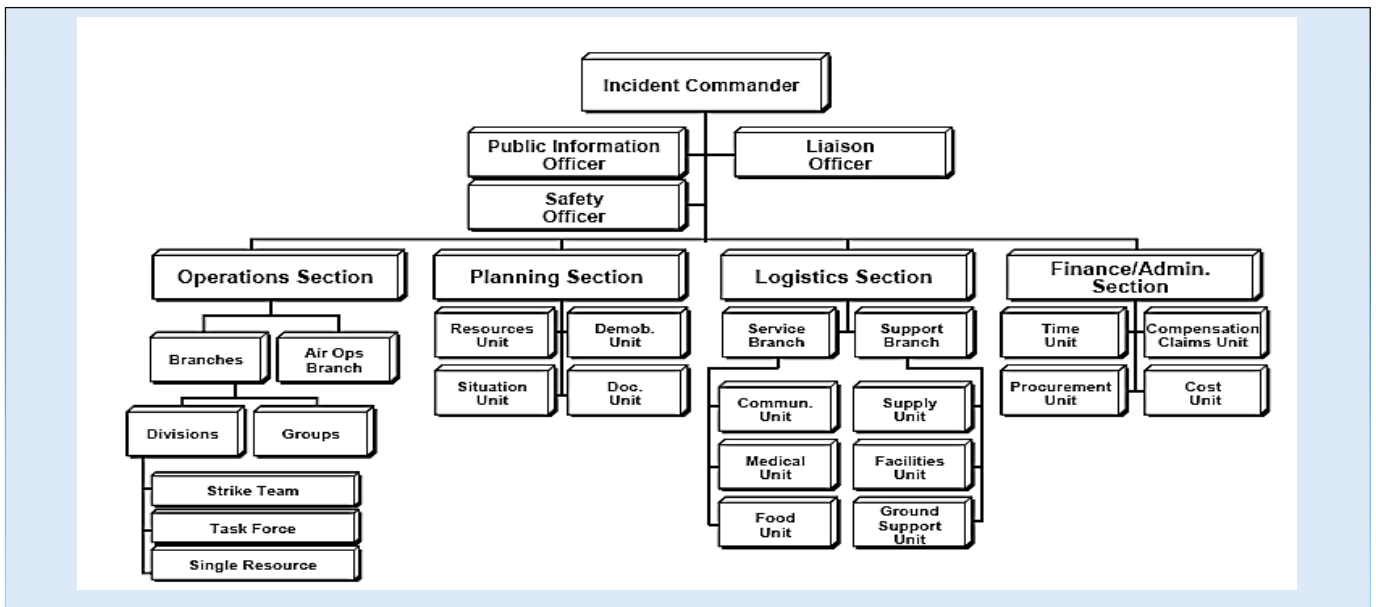 Incident Commander
Public Information
Officer
Liaison
Officer
Safety
Officer
Operations Section
Planning Section
Logistics Section
Finance/Admin.
Section
Branches
Air Ops
Branch
Divisions
Groups
Strike Team
Task Force
Single Resource
Resources
Unit
Demob.
Unit
Situation
Unit
Doc.
Unit
Service
Branch
Support
Branch
Commun.
Unit
Supply
Unit
Medical
Unit
Facilities
Unit
Food
Unit
Ground
Support
Unit
Time
Unit
Compensation
Claims Unit
Procurement
Unit
Cost
Unit